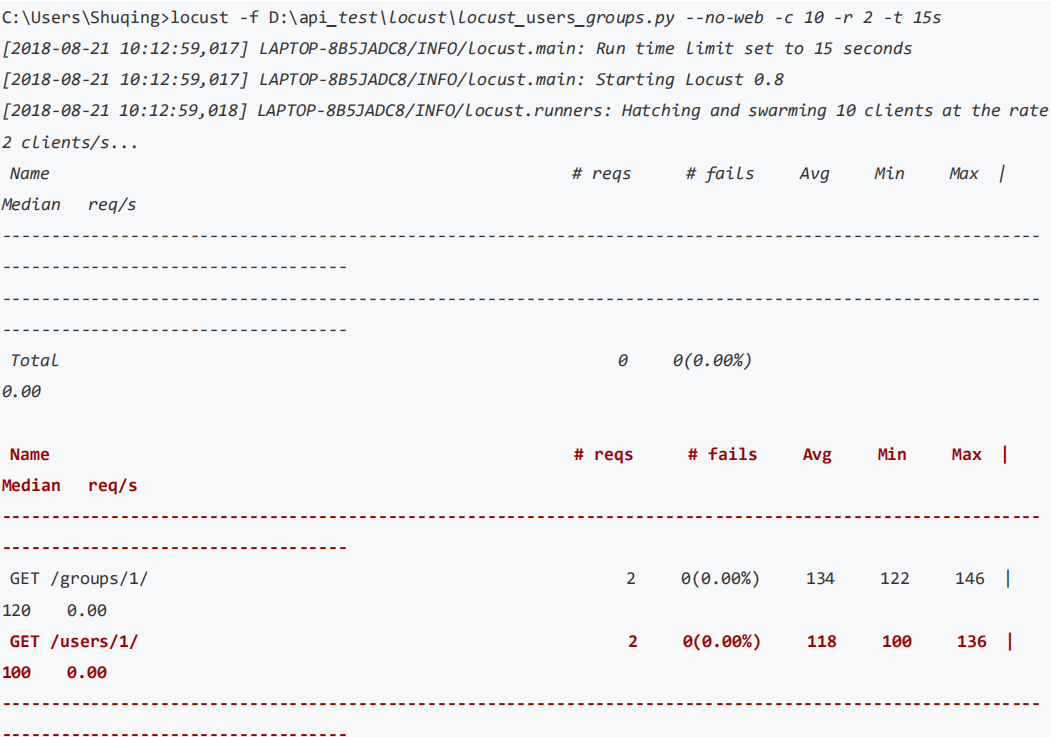 C:\Users\Shuqing>locust -f D:\api_test\locust\locust_users_groups.py --no-web -c 10 -r 2 -t 15s
[2018-08-21 10:12:59,017] LAPTOP-8B5JADC8/INFO/locust.main: Run time limit set to 15 seconds
[2018-08-21 10:12:59,017] LAPTOP-8B5JADC8/INFO/locust.main: Starting Locust 0.8
[2018-08-21 10:12:59,018] LAPTOP-8B5JADC8/INFO/locust.runners: Hatching and swarming 10 clients at the rate
2 clients/s...
Name # reqs # fails Avg Min Max |
Median req/s
---------------------------------------------------------------------------------------------------------
-----------------------------------
---------------------------------------------------------------------------------------------------------
-----------------------------------
Total 0 0(0.00%)
0.00
Name # reqs # fails Avg Min Max |
Median req/s
---------------------------------------------------------------------------------------------------------
-----------------------------------
GET /groups/1/ 2 0(0.00%) 134 122 146 |
120 0.00
GET /users/1/ 2 0(0.00%) 118 100 136 |
100 0.00
---------------------------------------------------------------------------------------------------------
-----------------------------------